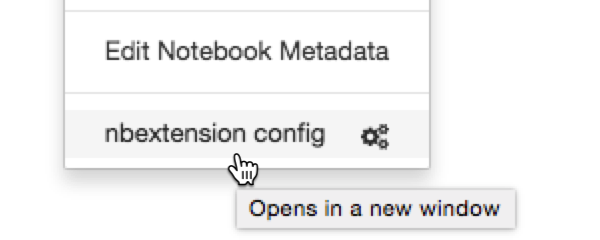 Edit Notebook Metadata
nbextension config
Opens in a new window